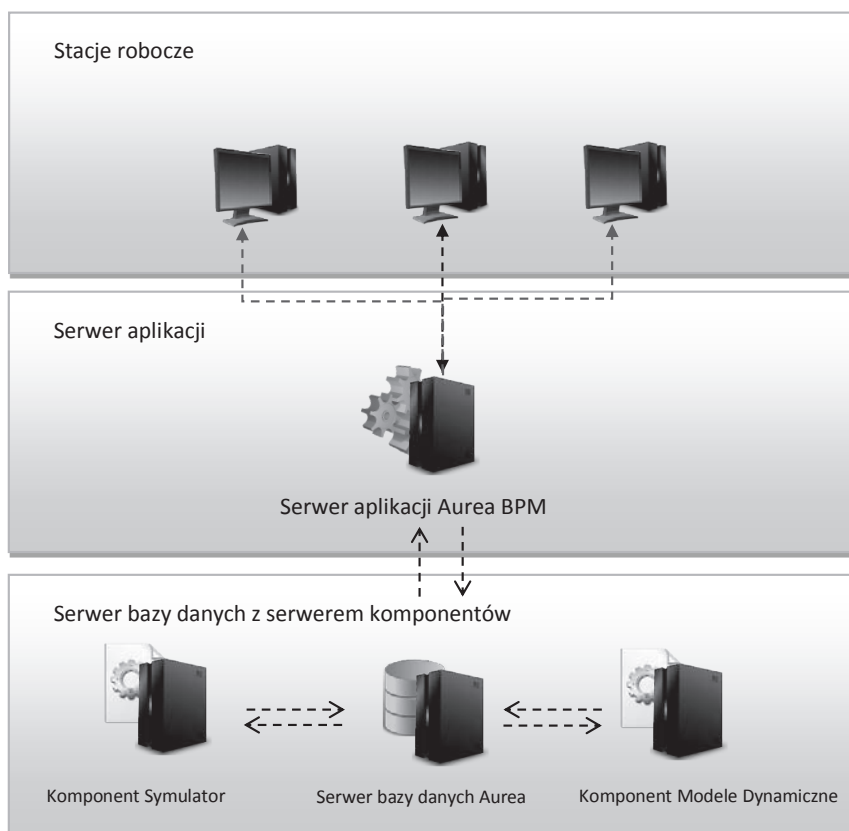 Stacje robocze
Serwer aplikacji
Serwer aplikacji Aurea BPM
Serwer bazy danych z serwerem komponentów
Komponent Symulator
Serwer bazy danych Aurea
Komponent Modele Dynamiczne